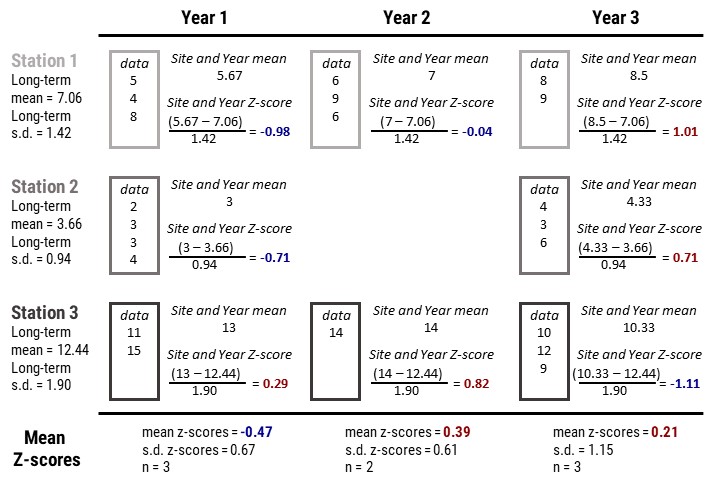 Year 1 Year 2 Year 3
Station 1
Long-term
mean = 7.06
Long-term
s.d. = 1.42
data
5
4
8
Site and Year mean
5.67
Site and Year Z-score
(5.67 – 7.06)
1.42
= -0.98
data
6
9
6
Site and Year mean
7
Site and Year Z-score
(7 – 7.06)
1.42
= -0.04
data
8
9
Site and Year mean
8.5
Site and Year Z-score
(8.5 – 7.06)
1.42
= 1.01
Station 2
Long-term
mean = 3.66
Long-term
s.d. = 0.94
data
2
3
3
4
Site and Year mean
3
Site and Year Z-score
(3 – 3.66)
0.94
= -0.71
data
4
3
6
Site and Year mean
4.33
Site and Year Z-score
(4.33 – 3.66)
0.94
= 0.71
Station 3
Long-term
mean = 12.44
Long-term
s.d. = 1.90
data
11
15
Site and Year mean
13
Site and Year Z-score
(13 – 12.44)
1.90
= 0.29
data
14
Site and Year mean
14
Site and Year Z-score
(14 – 12.44)
1.90
= 0.82
data
10
12
9
Site and Year mean
10.33
Site and Year Z-score
(10.33 – 12.44)
1.90
= -1.11
Mean
Z-scores
mean z-scores = -0.47
s.d. z-scores = 0.67
n = 3
mean z-scores = 0.39
s.d. z-scores = 0.61
n = 2
mean z-scores = 0.21
s.d. = 1.15
n = 3